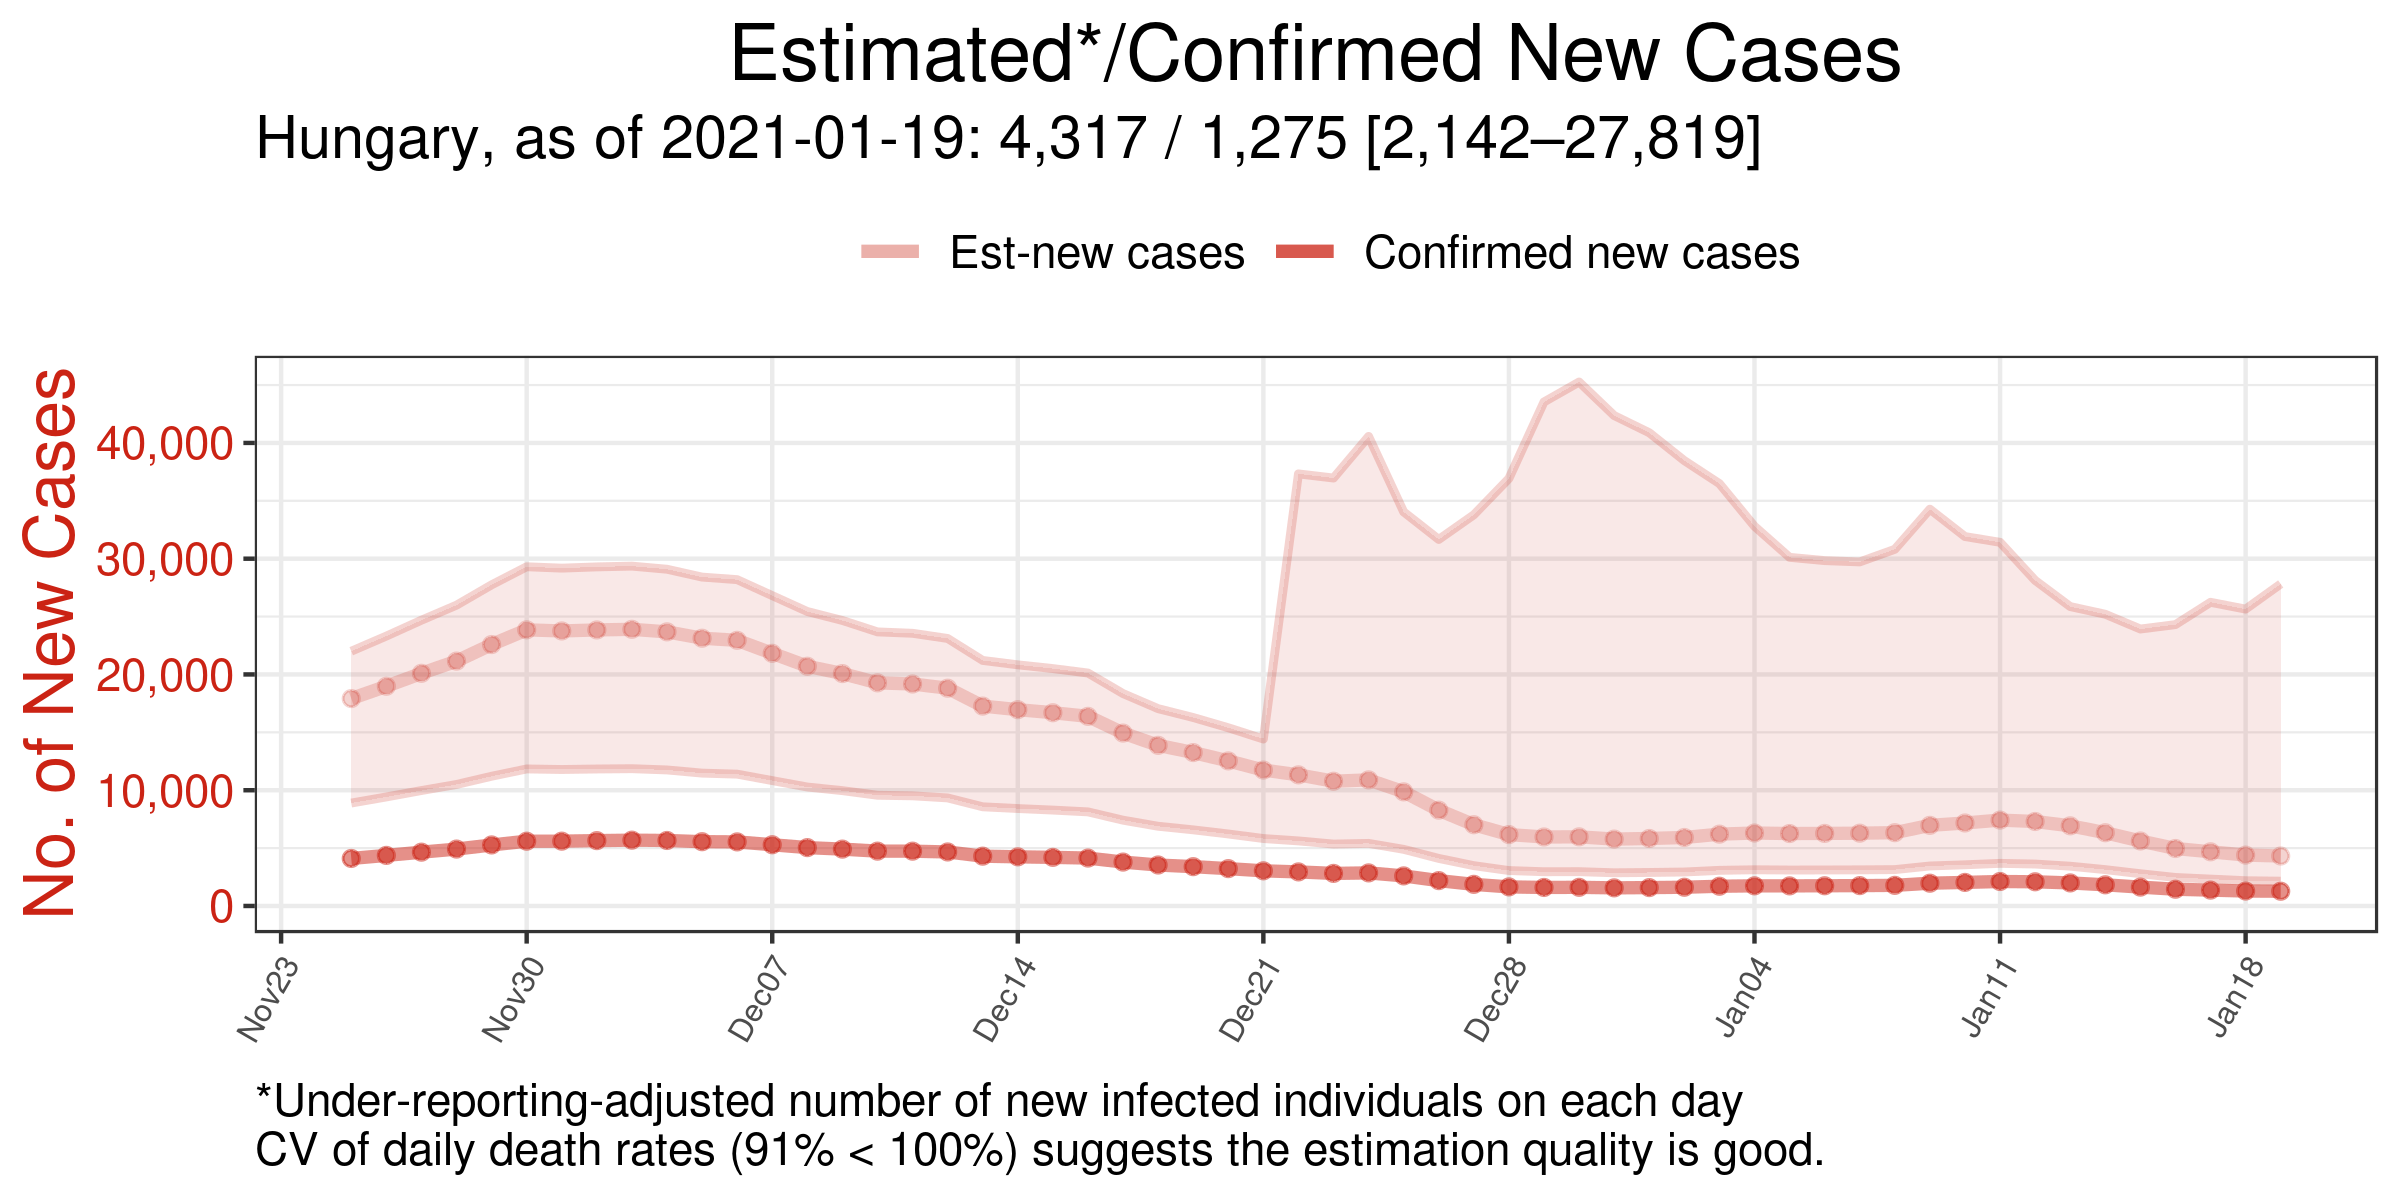 Estimated*/Confirmed New Cases
Hungary, as of 2021-01-19: 4,317 / 1,275 [2,142–27,819]
Est-new cases
Confirmed new cases
No. of New Cases
40,000
30,000
20,000
10,000
0
Nov23
Nov30
Dec07
Dec14
Dec21
Dec28
Jan04
Jan11
Jan18
*Under-reporting-adjusted number of new infected individuals on each day
CV of daily death rates (91% < 100%) suggests the estimation quality is good.